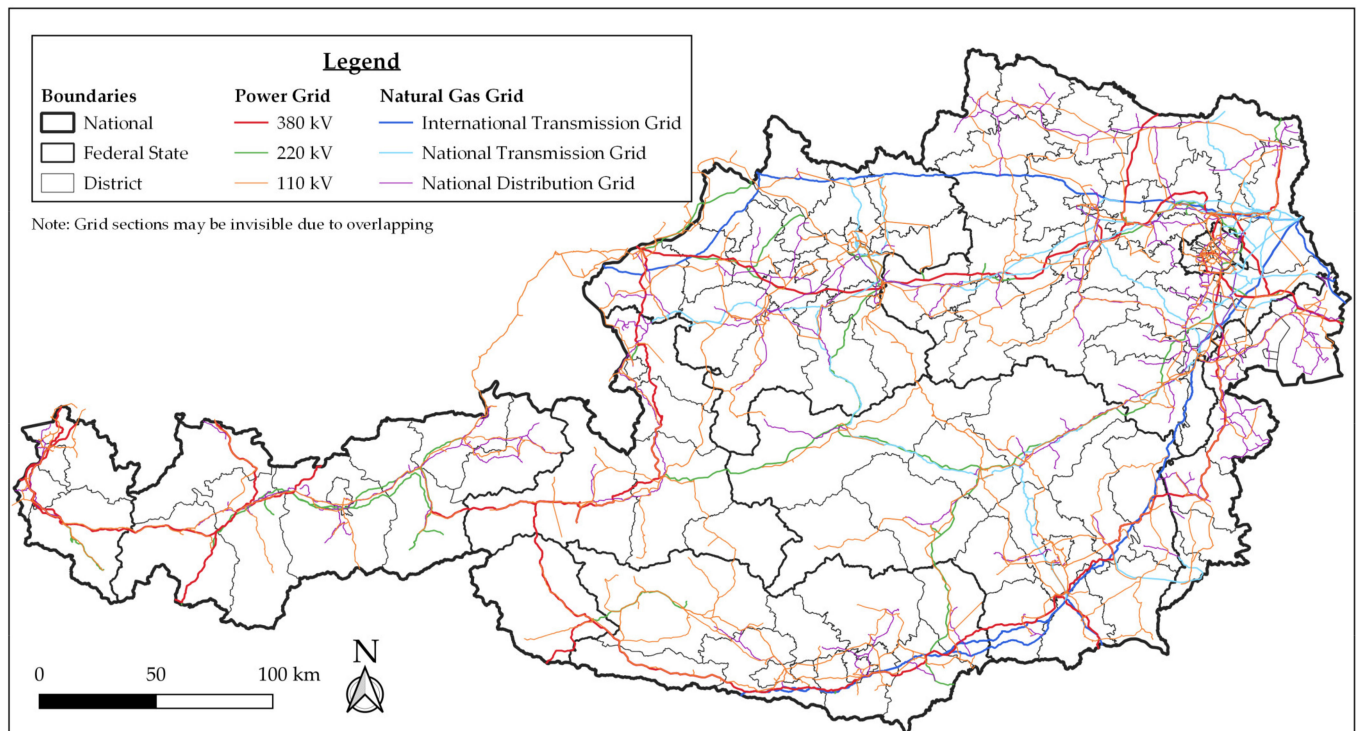 Legend
Boundaries Power Grid Natural Gas Grid
National 380 kV International Transmission Grid
Federal State 220 kV National Transmission Grid
District 110 kV National Distribution Grid
Note: Grid sections may be invisible due to overlapping
N
0 50 100 km